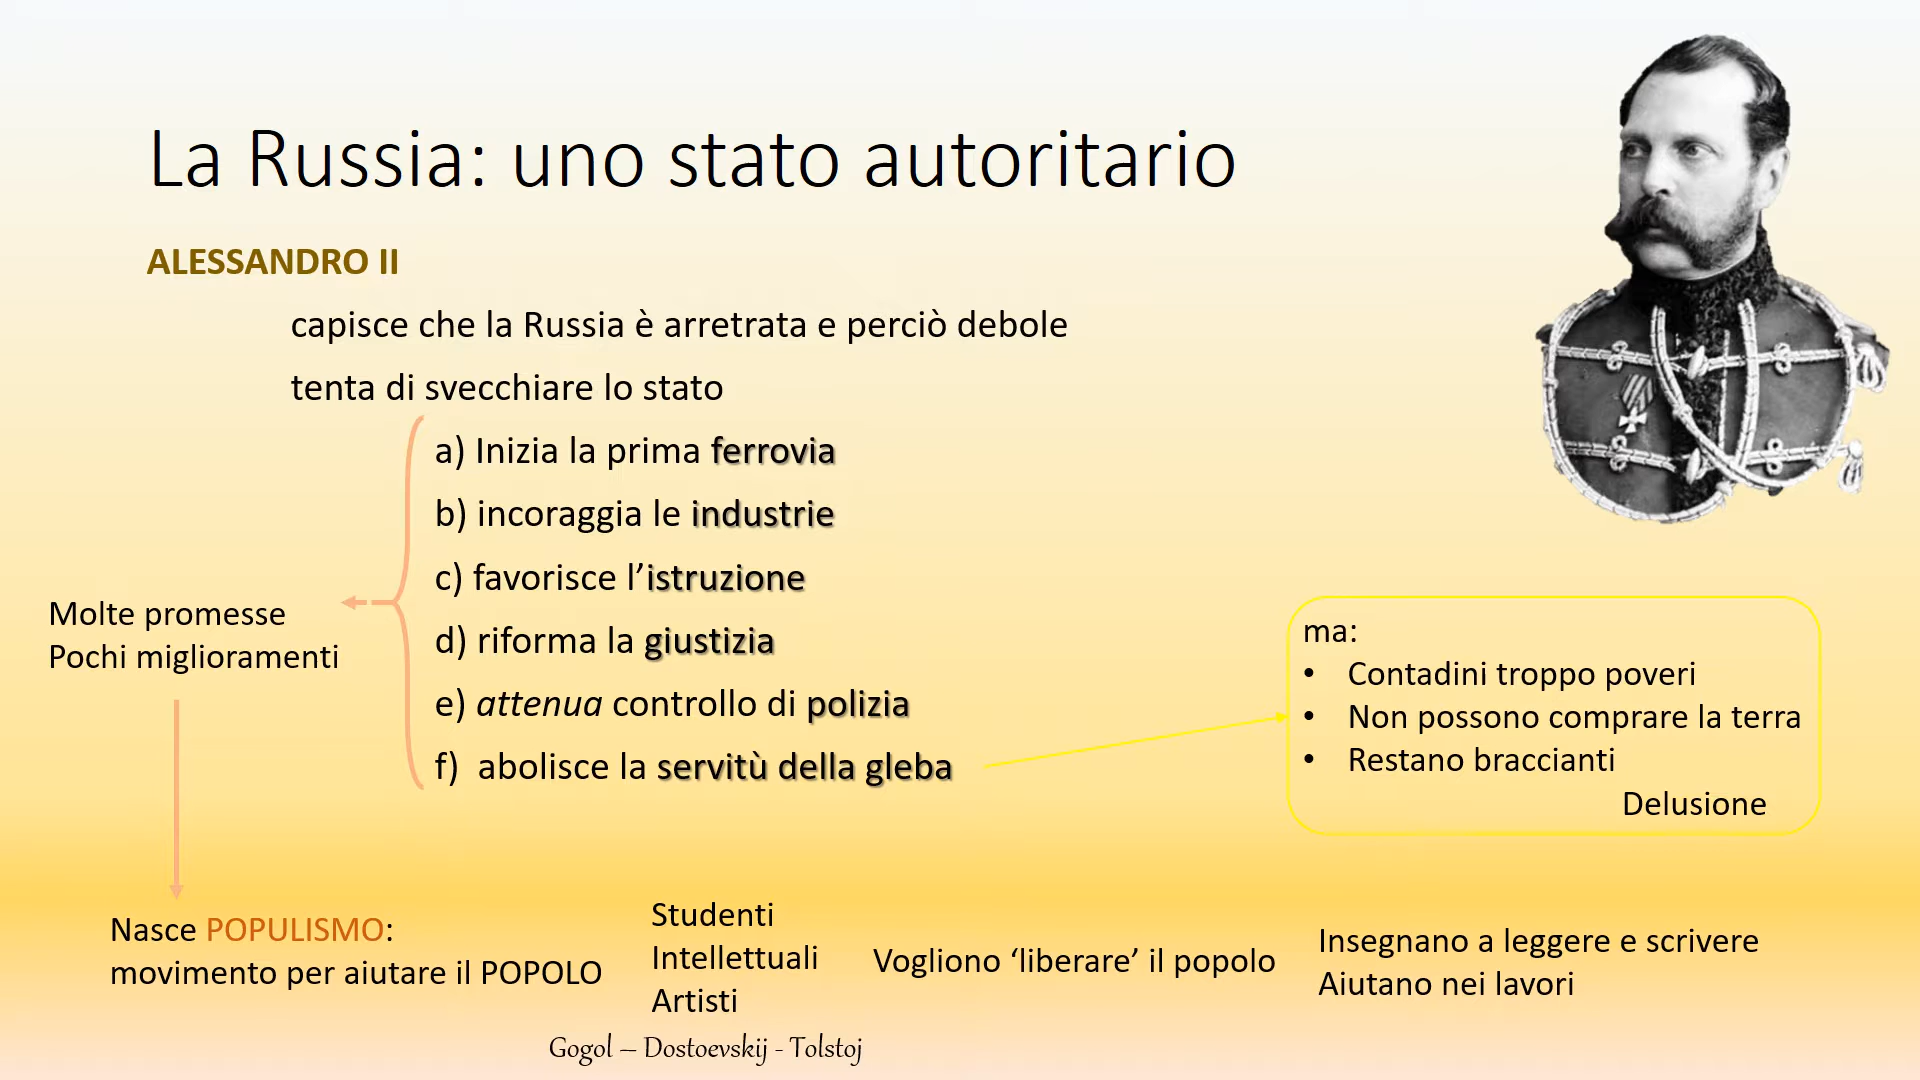 La Russia: uno stato autoritario
ALESSANDRO II
capisce che la Russia è arretrata e perciò debole
tenta di svecchiare lo stato
a) Inizia la prima ferrovia
b) incoraggia le industrie
c) favorisce l’istruzione
d) riforma la giustizia
e) attenua controllo di polizia
f) abolisce la servitù della gleba
Molte promesse
Pochi miglioramenti
ma:
• Contadini troppo poveri
• Non possono comprare la terra
• Restano braccianti
Delusione
Nasce POPULISMO:
movimento per aiutare il POPOLO
Studenti
Intellettuali
Artisti
Vogliono ‘liberare’ il popolo
Insegnano a leggere e scrivere
Aiutano nei lavori
Gogol – Dostoevskij - Tolstoj